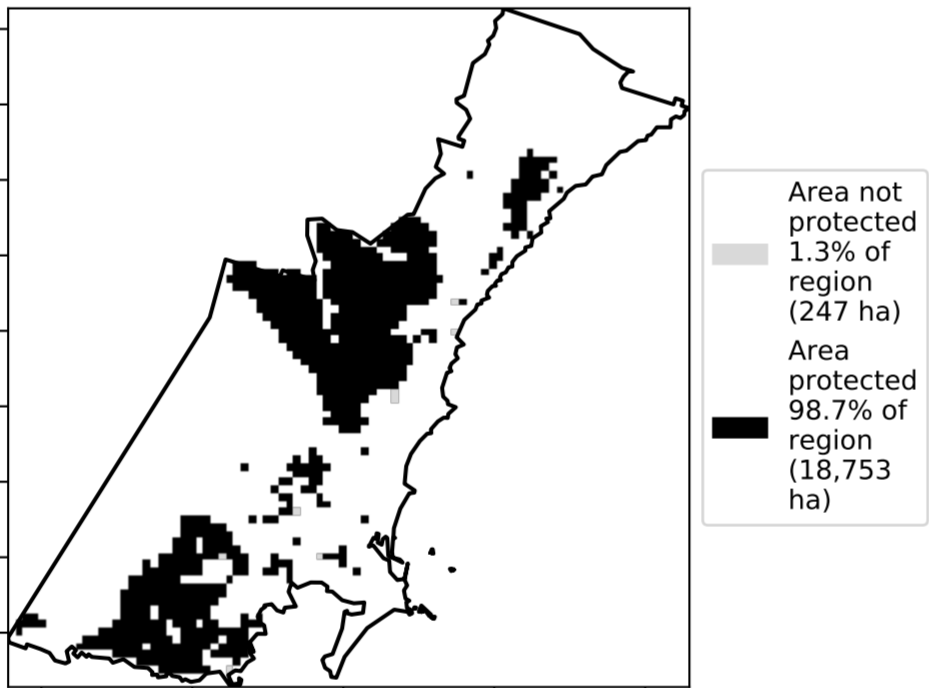 Area not
protected
1.3% of
region
(247 ha)
Area
protected
98.7% of
region
(18,753
ha)